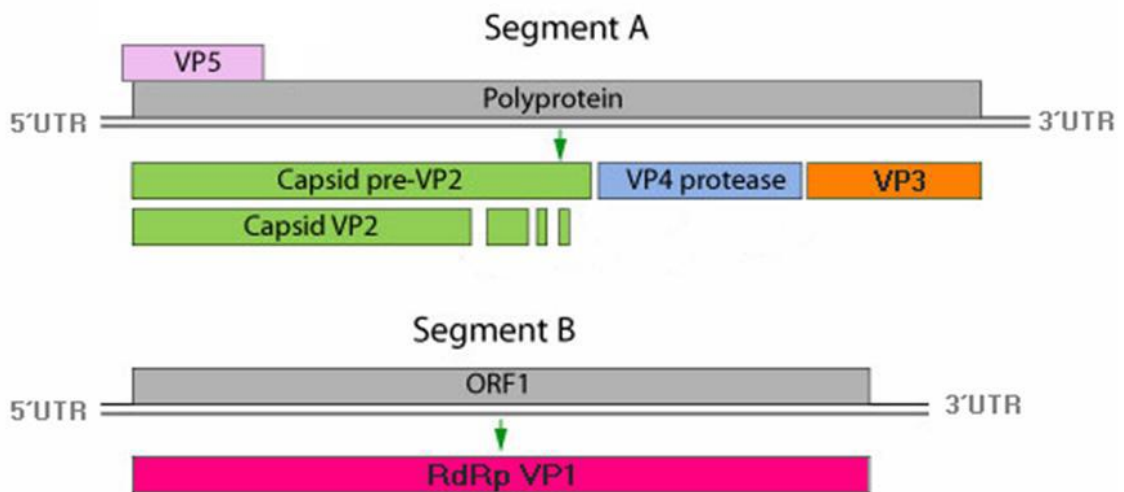 Segment A
VP5
Polyprotein
5´UTR
3´UTR
Capsid pre-VP2
VP4 protease
VP3
Capsid VP2
Segment B
ORF1
5´UTR
3´UTR
RdRp VP1